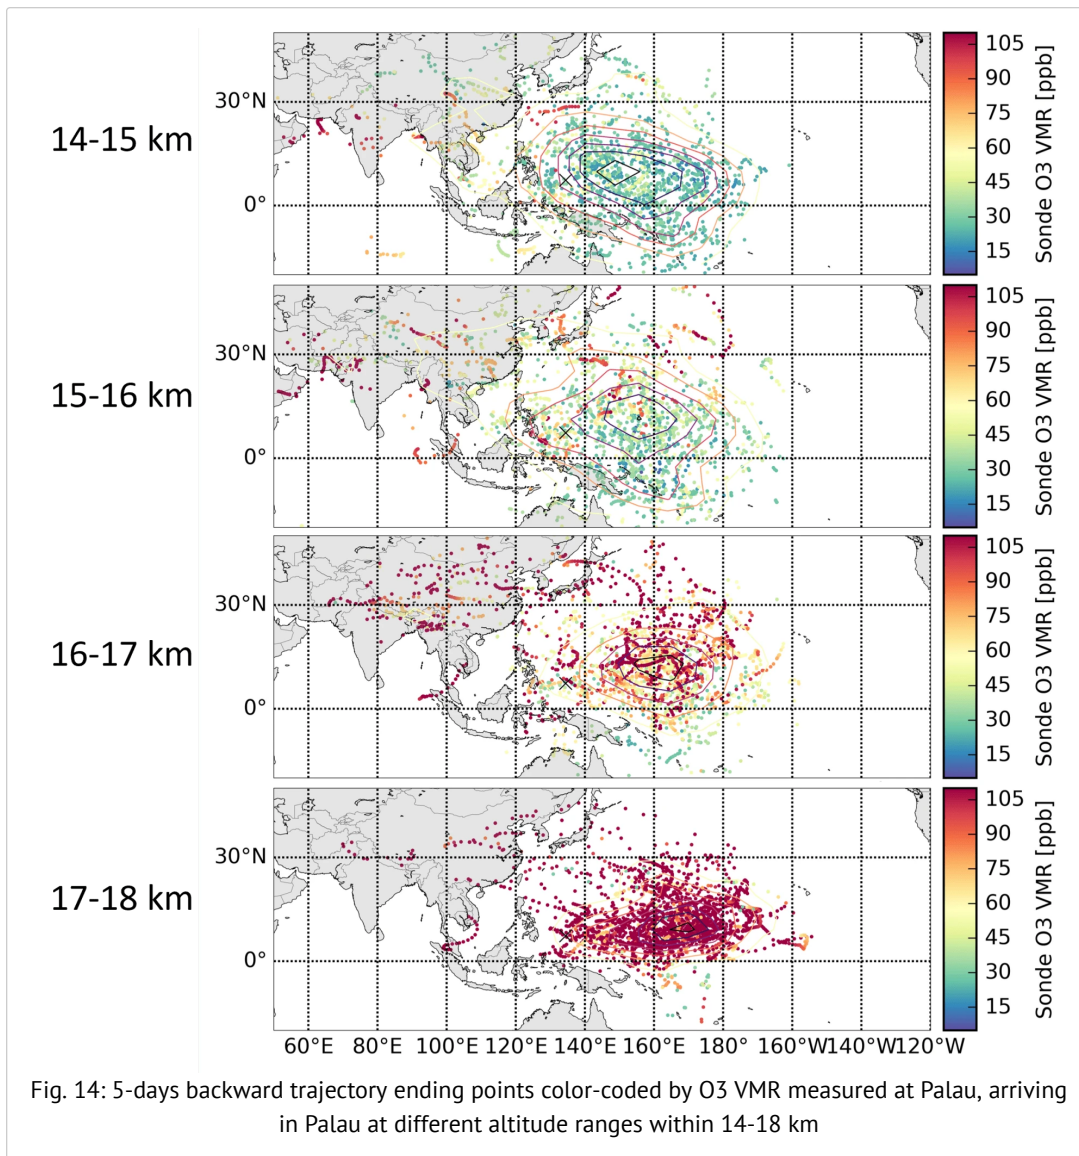 14-15 km
30°N
0°
105
90
75
60
45
30
15
Sonde O3 VMR [ppb]
15-16 km
30°N
0°
105
90
75
60
45
30
15
Sonde O3 VMR [ppb]
16-17 km
30°N
0°
105
90
75
60
45
30
15
Sonde O3 VMR [ppb]
17-18 km
30°N
0°
105
90
75
60
45
30
15
Sonde O3 VMR [ppb]
60°E 80°E 100°E 120°E 140°E 160°E 180° 160°W 140°W 120°W
Fig. 14: 5-days backward trajectory ending points color-coded by O3 VMR measured at Palau, arriving
in Palau at different altitude ranges within 14-18 km